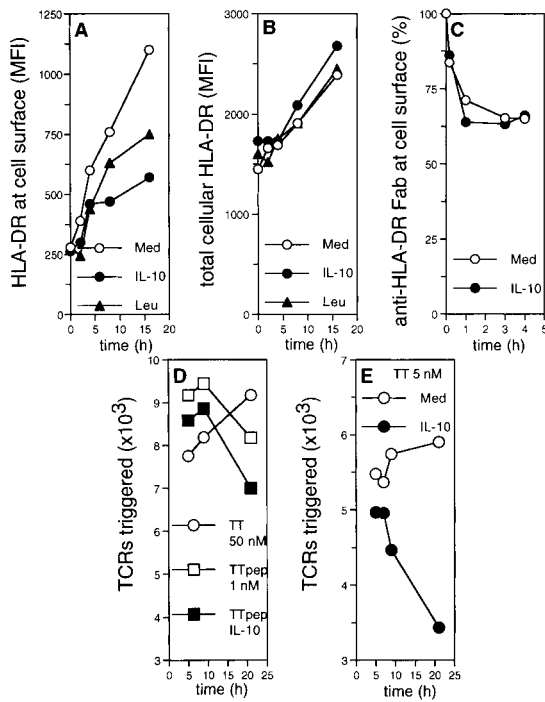 A
HLA-DR at cell surface (MFI)
1250
1000
750
500
250
0
Med
IL-10
Leu
0 5 10 15 20
time (h)
B
total cellular HLA-DR (MFI)
3000
2000
1000
0
Med
IL-10
Leu
0 5 10 15 20
time (h)
C
anti-HLA-DR Fab at cell surface (%)
100
75
50
25
0
Med
IL-10
0 1 2 3 4 5
time (h)
D
TCRs triggered (x10³)
10
9
8
7
6
5
4
3
TT
50 nM
TTpep
1 nM
TTpep
IL-10
0 5 10 15 20 25
time (h)
E
TCRs triggered (x10³)
7
6
5
4
3
TT 5 nM
Med
IL-10
0 5 10 15 20 25
time (h)